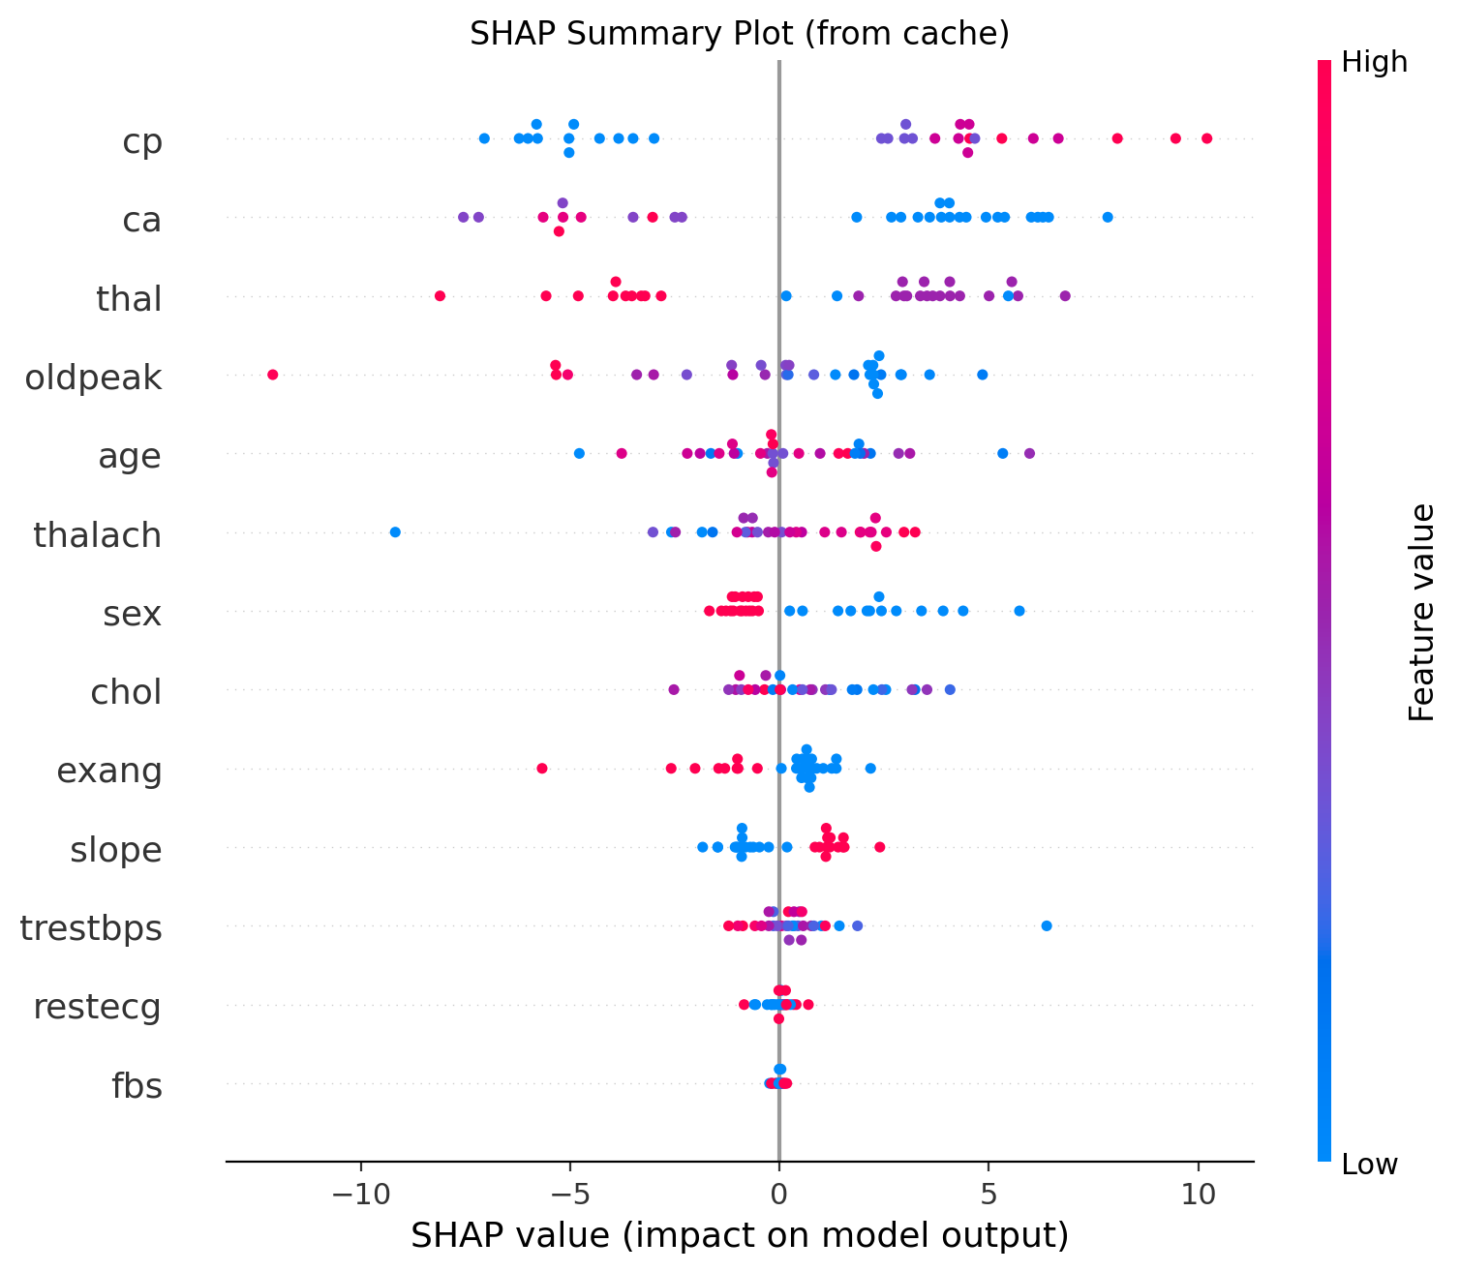 SHAP Summary Plot (from cache)
High
cp
ca
thal
oldpeak
age
thalach
sex
chol
exang
slope
trestbps
restecg
fbs
Feature value
Low
−10 −5 0 5 10
SHAP value (impact on model output)